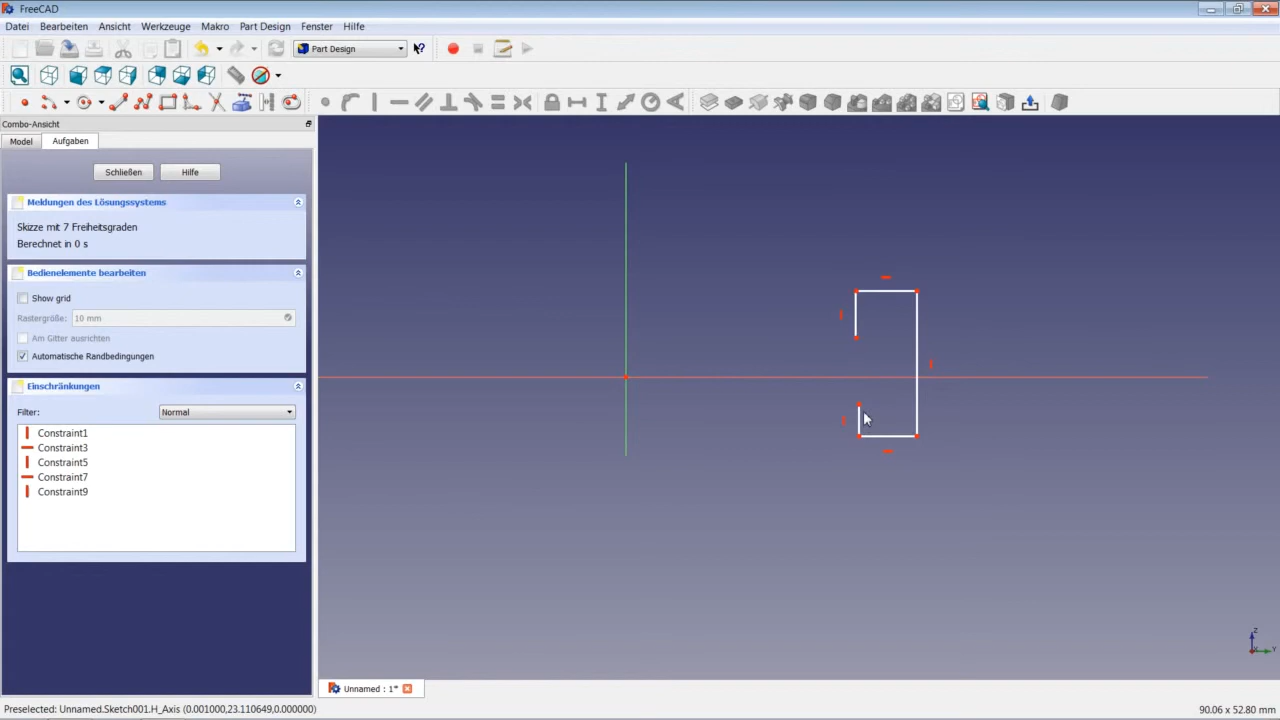 FreeCAD
Datei Bearbeiten Ansicht Werkzeuge Makro Part Design Fenster Hilfe
Part Design
Combo-Ansicht
Model Aufgaben
Schließen Hilfe
Meldungen des Lösungssystems
Skizze mit 7 Freiheitsgraden
Berechnet in 0 s
Bedienelemente bearbeiten
Show grid
Rastergröße: 10 mm
Am Gitter ausrichten
Automatische Randbedingungen
Einschränkungen
Filter: Normal
Constraint1
Constraint3
Constraint5
Constraint7
Constraint9
Z
X Y
Unnamed : 1*
Preselected: Unnamed.Sketch001.H_Axis (0.001000,23.110649,0.000000) 90.06 x 52.80 mm